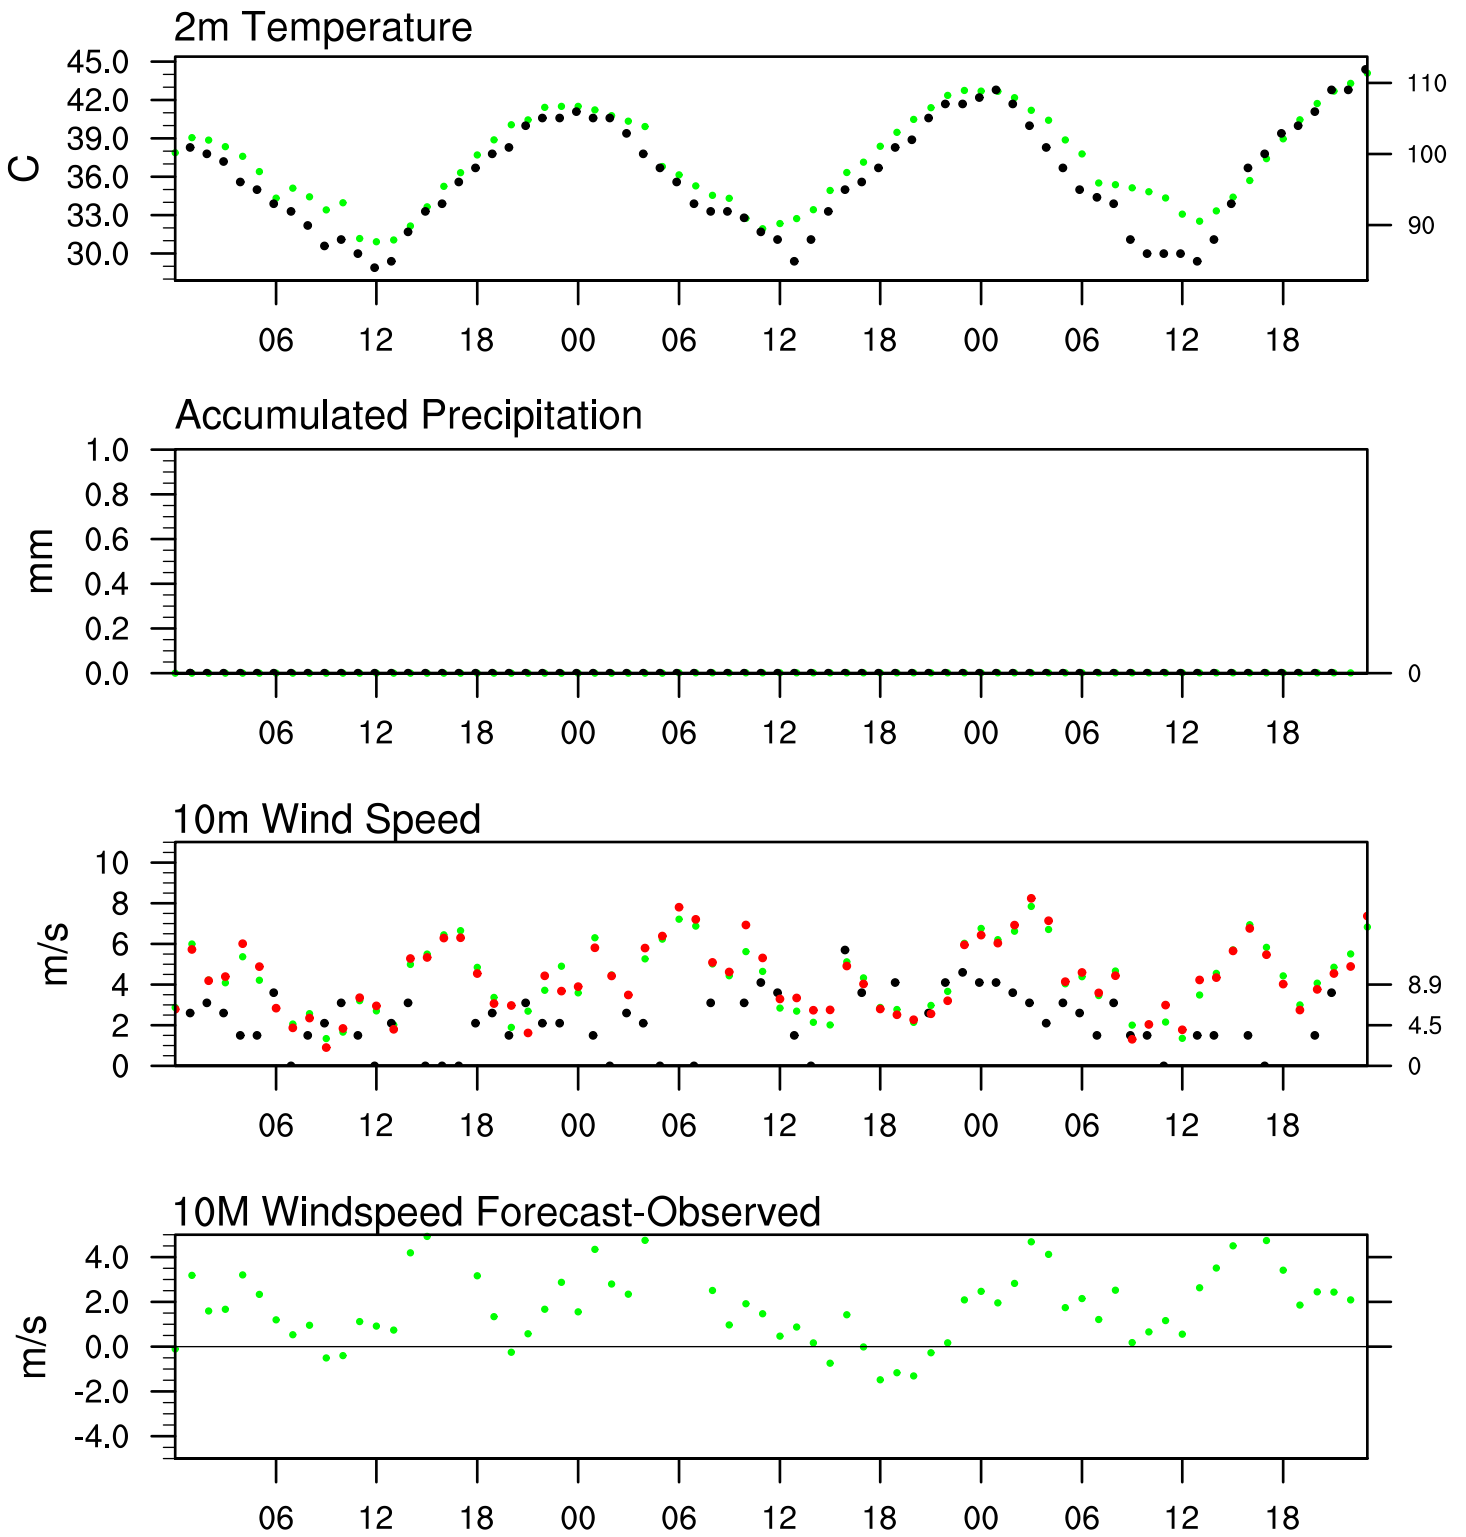 2m Temperature
45.0
42.0
39.0
36.0
33.0
30.0
C
110
100
90
06 12 18 00 06 12 18 00 06 12 18
Accumulated Precipitation
1.0
0.8
0.6
0.4
0.2
0.0
mm
0
06 12 18 00 06 12 18 00 06 12 18
10m Wind Speed
10
8
6
4
2
0
m/s
8.9
4.5
0
06 12 18 00 06 12 18 00 06 12 18
10M Windspeed Forecast-Observed
4.0
2.0
0.0
-2.0
-4.0
m/s
06 12 18 00 06 12 18 00 06 12 18